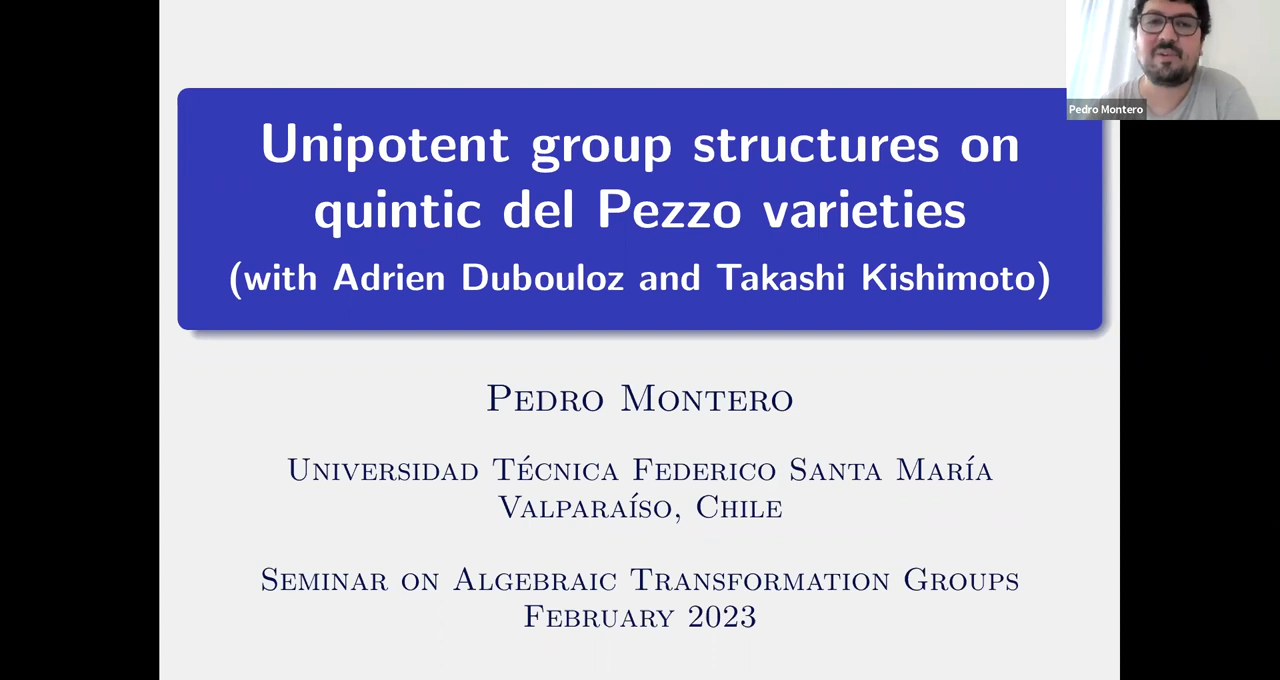 Unipotent group structures on
quintic del Pezzo varieties
(with Adrien Dubouloz and Takashi Kishimoto)
Pedro Montero
Pedro Montero
Universidad Técnica Federico Santa María
Valparaíso, Chile
Seminar on Algebraic Transformation Groups
February 2023